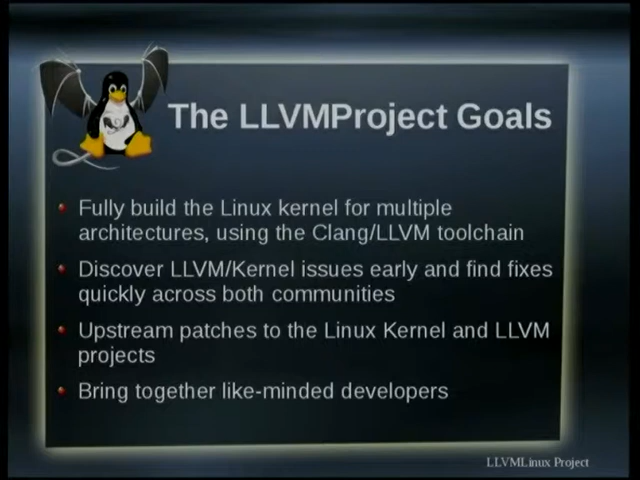 The LLVMProject Goals
Fully build the Linux kernel for multiple
architectures, using the Clang/LLVM toolchain
Discover LLVM/Kernel issues early and find fixes
quickly across both communities
Upstream patches to the Linux Kernel and LLVM
projects
Bring together like-minded developers
LLVMLinux Project